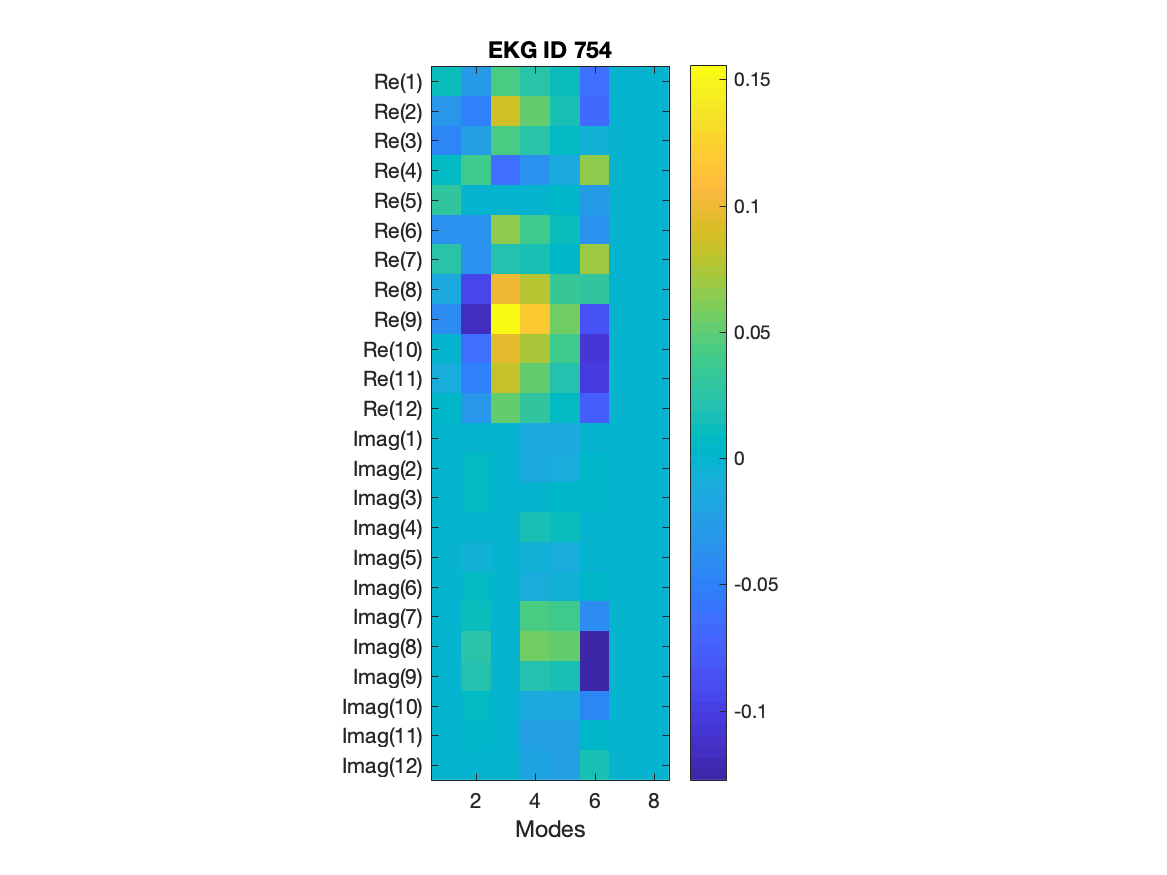 EKG ID 754
Re(1)
Re(2)
Re(3)
Re(4)
Re(5)
Re(6)
Re(7)
Re(8)
Re(9)
Re(10)
Re(11)
Re(12)
Imag(1)
Imag(2)
Imag(3)
Imag(4)
Imag(5)
Imag(6)
Imag(7)
Imag(8)
Imag(9)
Imag(10)
Imag(11)
Imag(12)
2 4 6 8
Modes
0.15
0.1
0.05
0
-0.05
-0.1